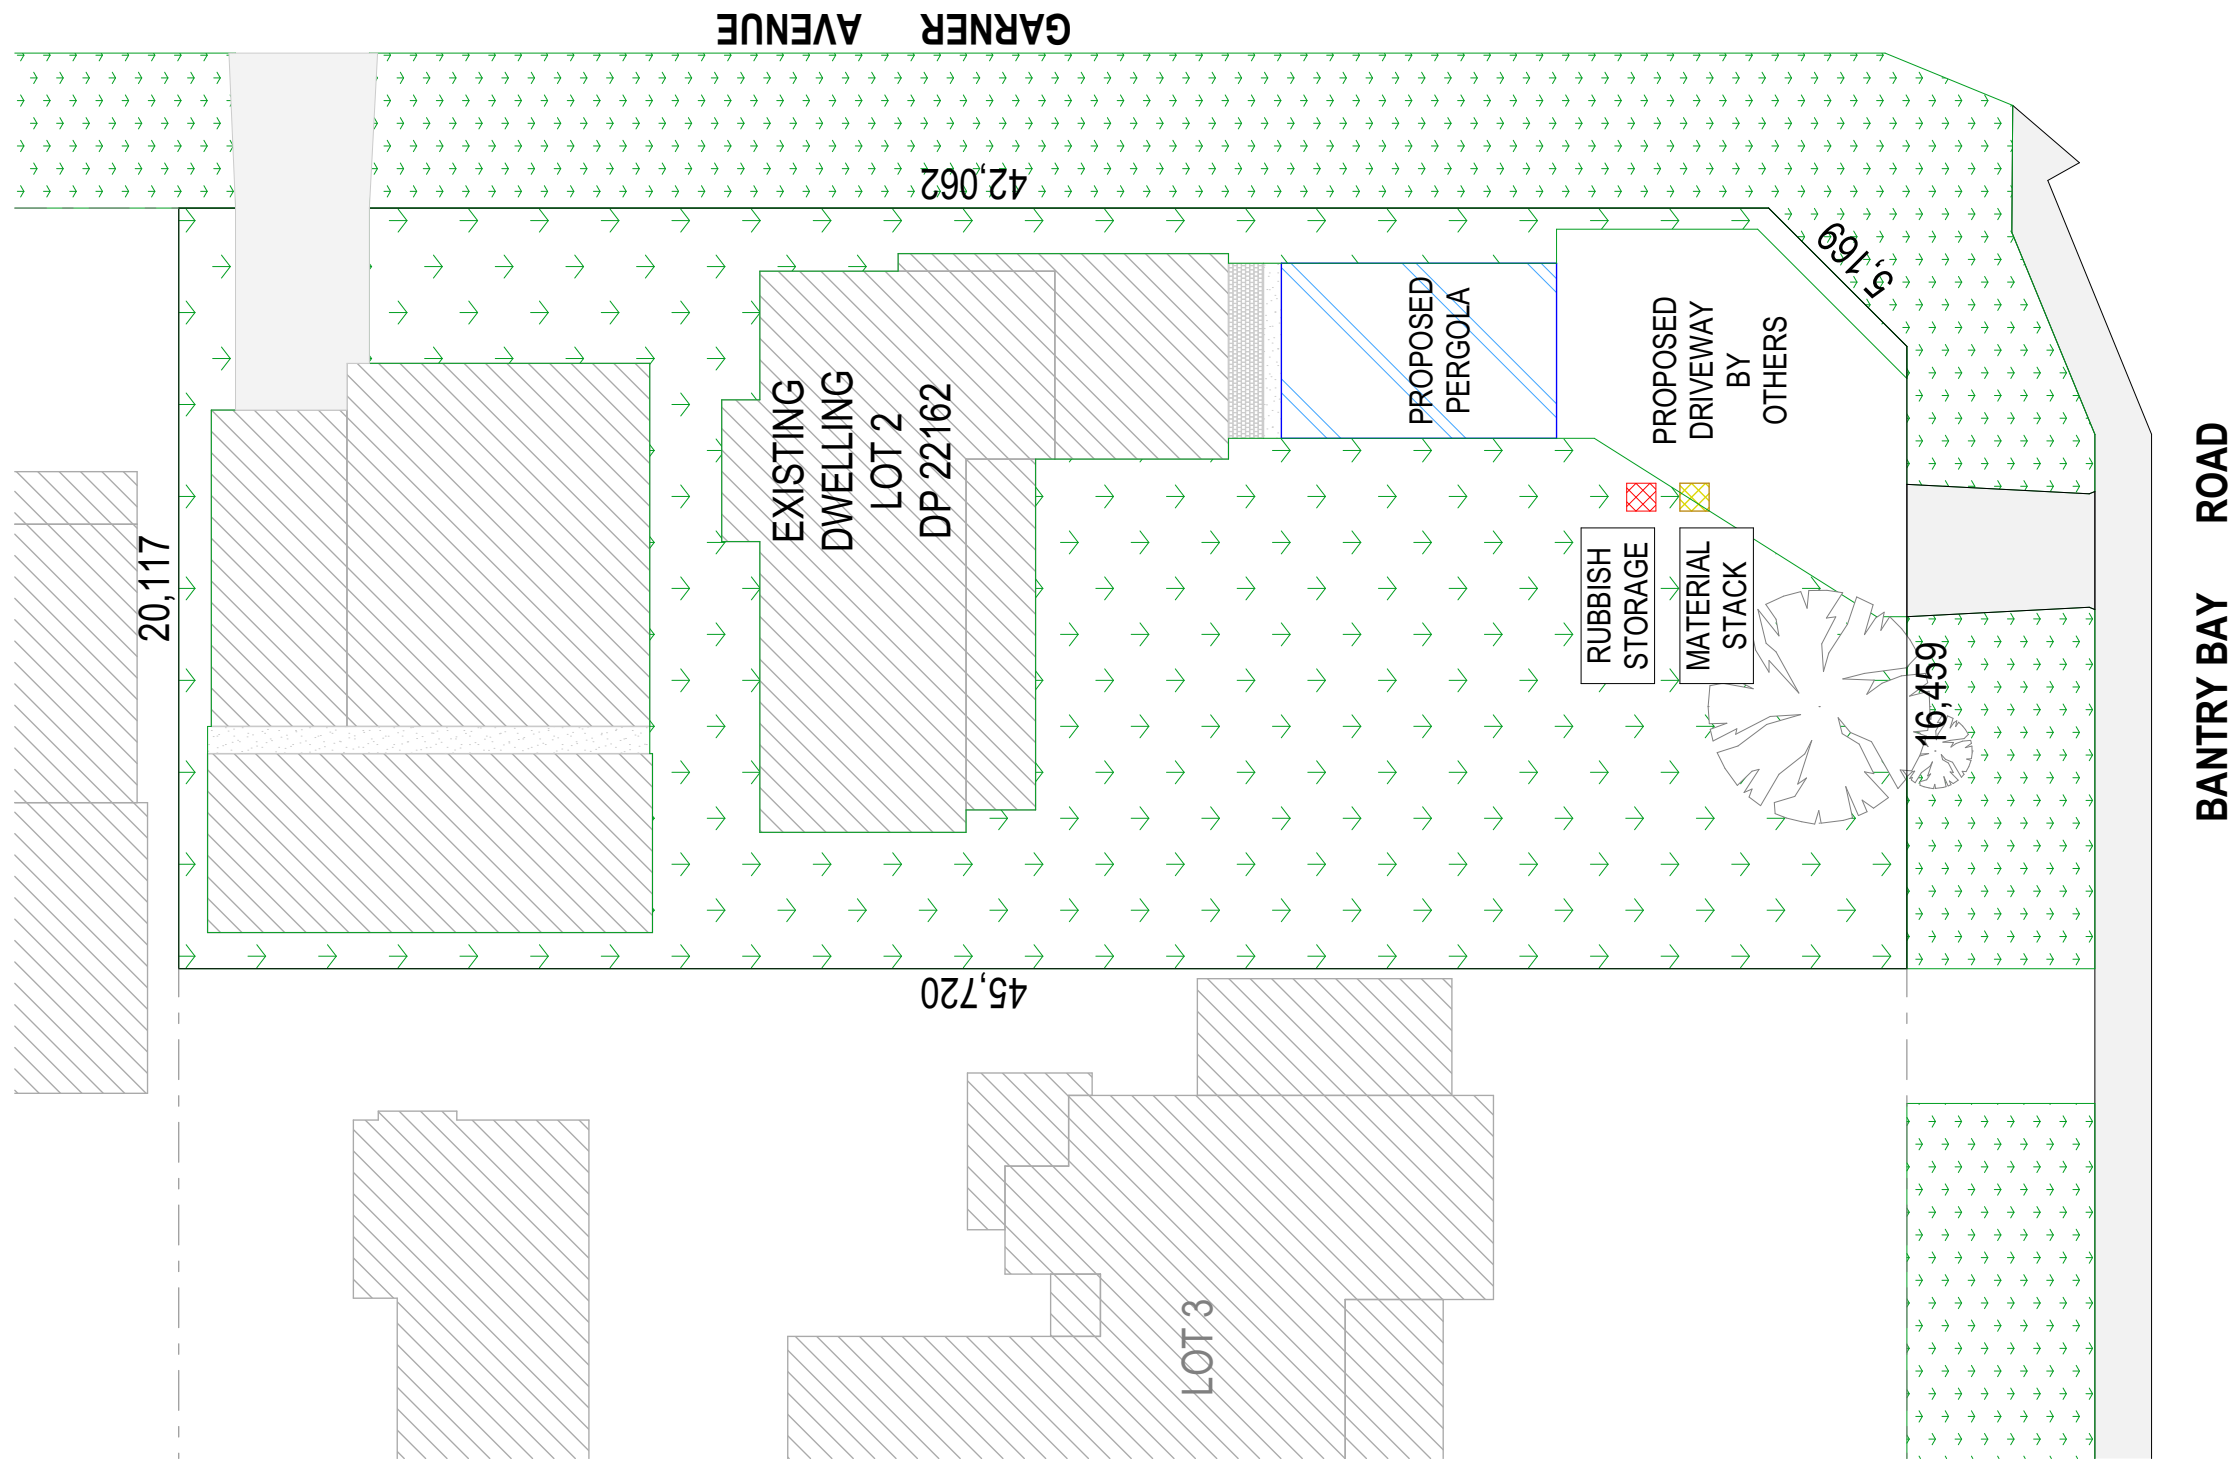 GARNER AVENUE
42,062
5,169
PROPOSED
PERGOLA
PROPOSED
DRIVEWAY
BY
OTHERS
EXISTING
DWELLING
LOT 2
DP 22162
20,117
RUBBISH
STORAGE
MATERIAL
STACK
16,459
BANTRY BAY ROAD
45,720
LOT 3